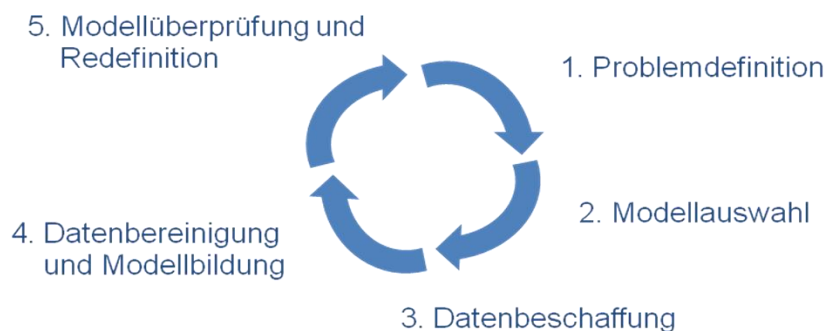 5. Modellüberprüfung und
Redefinition
1. Problemdefinition
2. Modellauswahl
4. Datenbereinigung
und Modellbildung
3. Datenbeschaffung